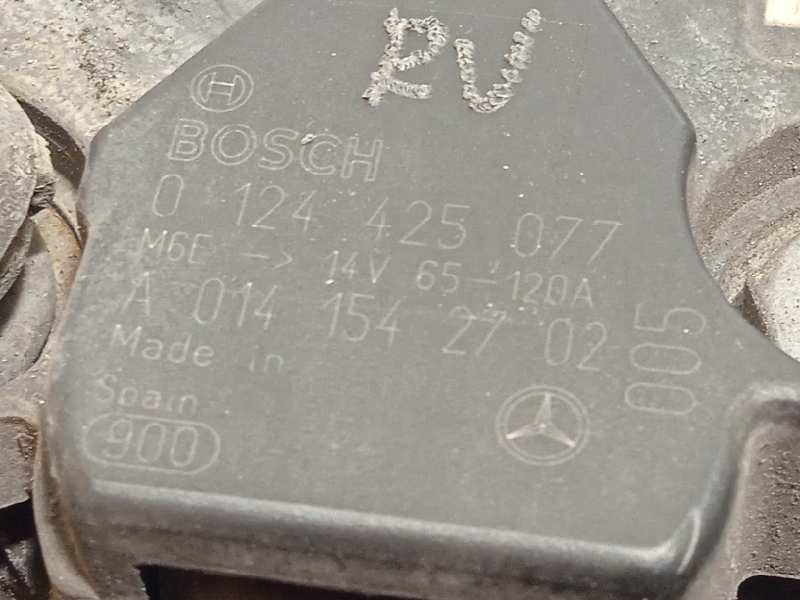 RV
BOSCH
0 124 425 077
M6E -> 14V 65-120A
A 014 154 27 02
005
Made in
Spain
900